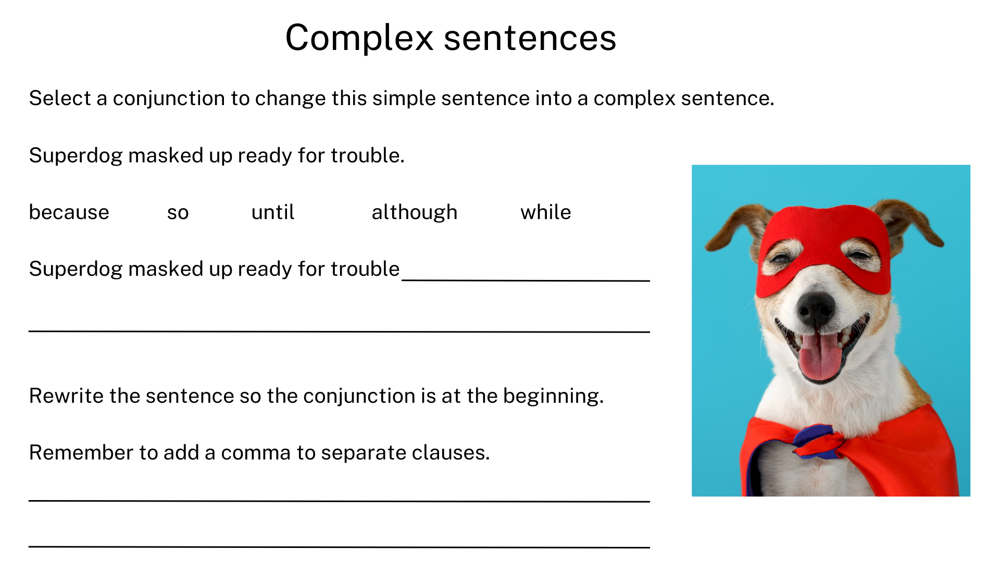 Complex sentences
Select a conjunction to change this simple sentence into a complex sentence.
Superdog masked up ready for trouble.
because so until although while
Superdog masked up ready for trouble
Rewrite the sentence so the conjunction is at the beginning.
Remember to add a comma to separate clauses.